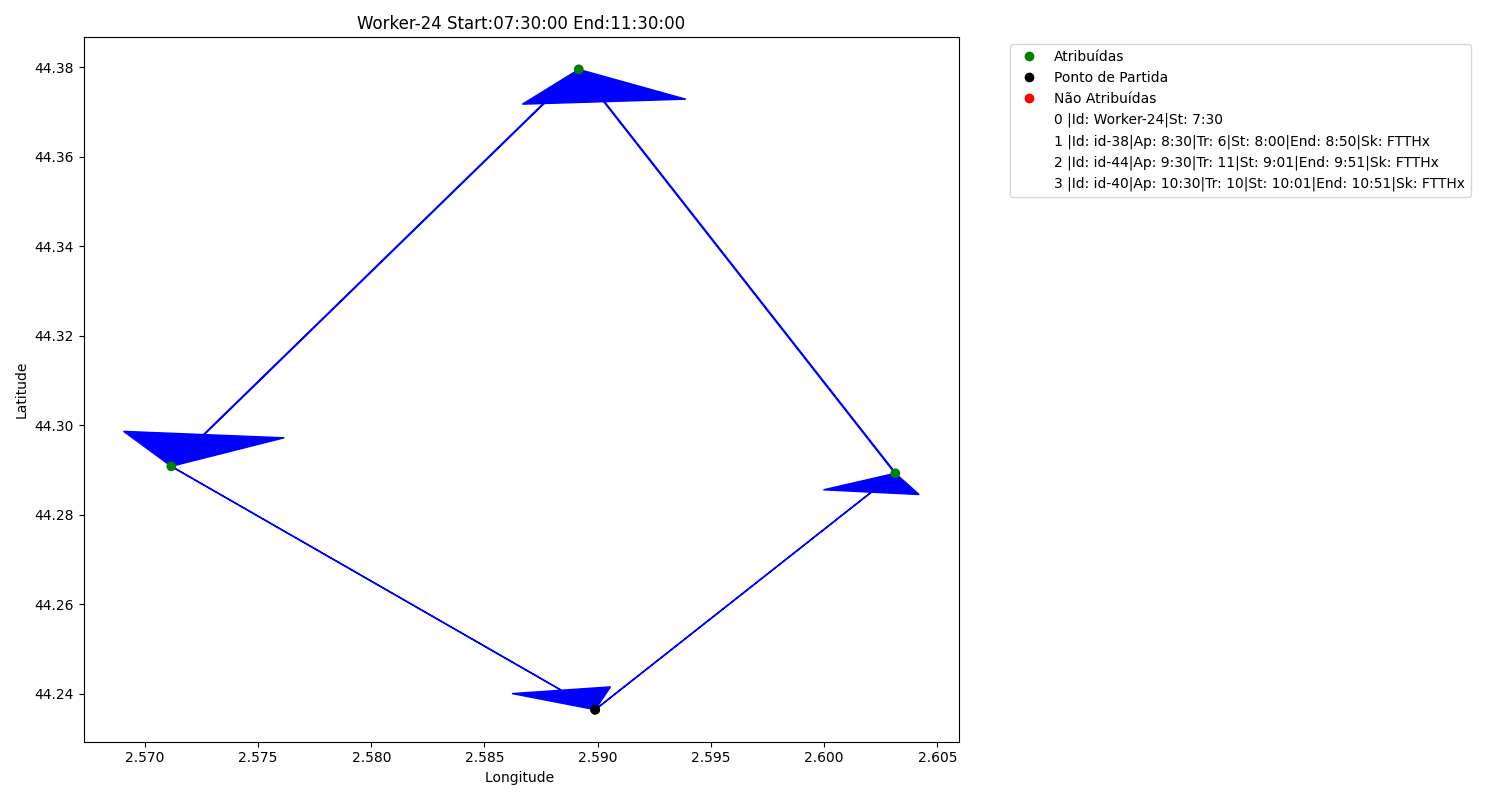 Worker-24 Start:07:30:00 End:11:30:00
44.38
44.36
44.34
44.32
44.30
44.28
44.26
44.24
Latitude
2.570 2.575 2.580 2.585 2.590 2.595 2.600 2.605
Longitude
Atribuídas
Ponto de Partida
Não Atribuídas
0 |Id: Worker-24|St: 7:30
1 |Id: id-38|Ap: 8:30|Tr: 6|St: 8:00|End: 8:50|Sk: FTTHx
2 |Id: id-44|Ap: 9:30|Tr: 11|St: 9:01|End: 9:51|Sk: FTTHx
3 |Id: id-40|Ap: 10:30|Tr: 10|St: 10:01|End: 10:51|Sk: FTTHx